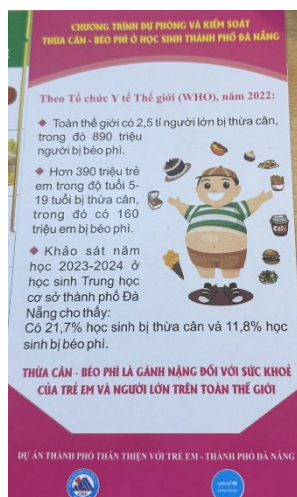 CHƯƠNG TRÌNH DỰ PHÒNG VÀ KIỂM SOÁT
THỪA CÂN - BÉO PHÌ Ở HỌC SINH THÀNH PHỐ ĐÀ NẴNG
Theo Tổ chức Y tế Thế giới (WHO), năm 2022:
◆ Toàn thế giới có 2,5 tỉ người lớn bị thừa cân,
trong đó 890 triệu
người bị béo phì.
◆ Hơn 390 triệu trẻ
em trong độ tuổi 5-
19 tuổi bị thừa cân,
trong đó có 160
triệu em bị béo phì.
◆ Khảo sát năm
học 2023-2024 ở
học sinh Trung học
cơ sở thành phố Đà
Nẵng cho thấy:
Có 21,7% học sinh bị thừa cân và 11,8% học
sinh bị béo phì.
THỪA CÂN - BÉO PHÌ LÀ GÁNH NẶNG ĐỐI VỚI SỨC KHOẺ
CỦA TRẺ EM VÀ NGƯỜI LỚN TRÊN TOÀN THẾ GIỚI
DỰ ÁN THÀNH PHỐ THÂN THIỆN VỚI TRẺ EM - THÀNH PHỐ ĐÀ NẴNG
unicef